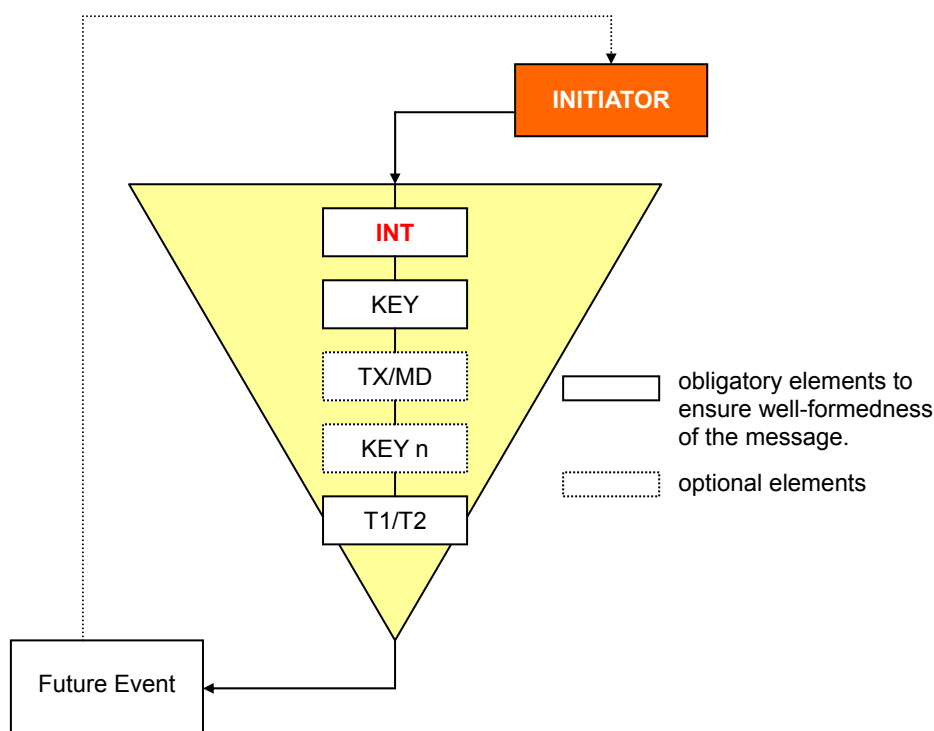 INITIATOR
INT
KEY
TX/MD
KEY n
T1/T2
obligatory elements to
ensure well-formedness
of the message.
optional elements
Future Event